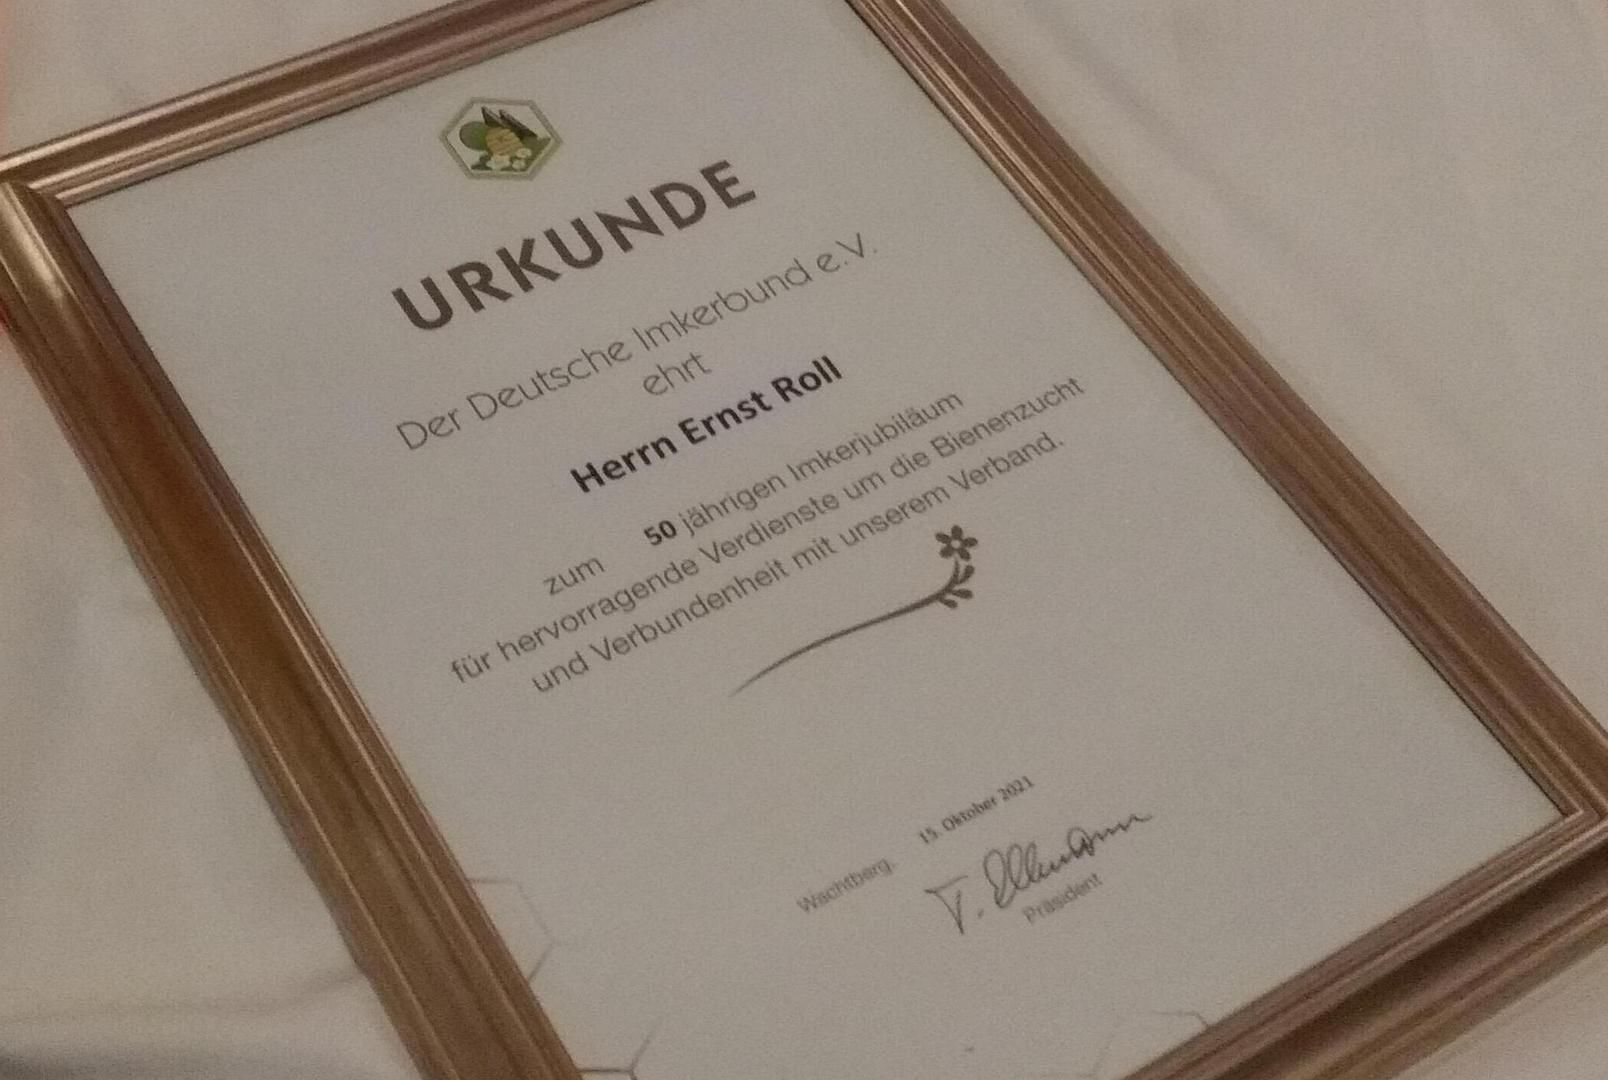 URKUNDE
Der Deutsche Imkerbund e.V.
ehrt
Herrn Ernst Roll
zum 50 jährigen Imkerjubiläum
für hervorragende Verdienste um die Bienenzucht
und Verbundenheit mit unserem Verband.
Wachtberg, 15. Oktober 2021
T. Ellmann
Präsident